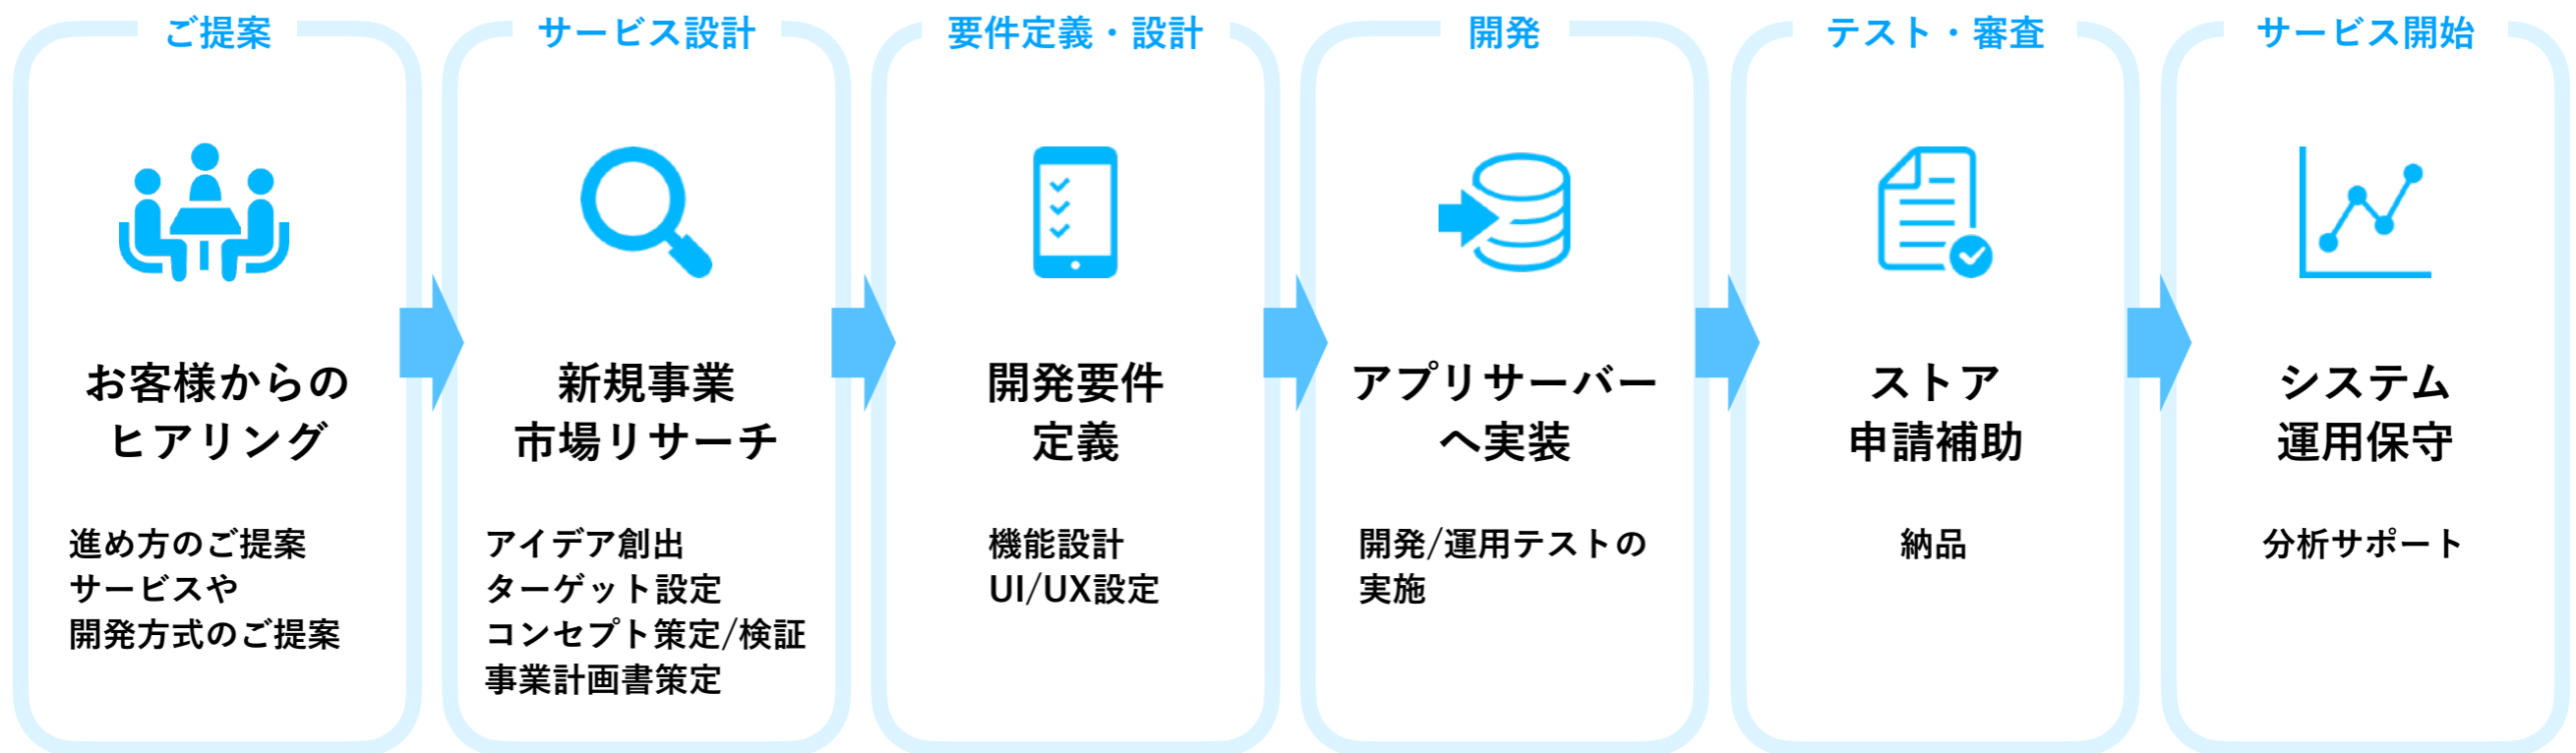 ご提案
お客様からの
ヒアリング
進め方のご提案
サービスや
開発方式のご提案
サービス設計
新規事業
市場リサーチ
アイデア創出
ターゲット設定
コンセプト策定/検証
事業計画書策定
要件定義・設計
開発要件
定義
機能設計
UI/UX設定
開発
アプリサーバー
へ実装
開発/運用テストの
実施
テスト・審査
ストア
申請補助
納品
サービス開始
システム
運用保守
分析サポート